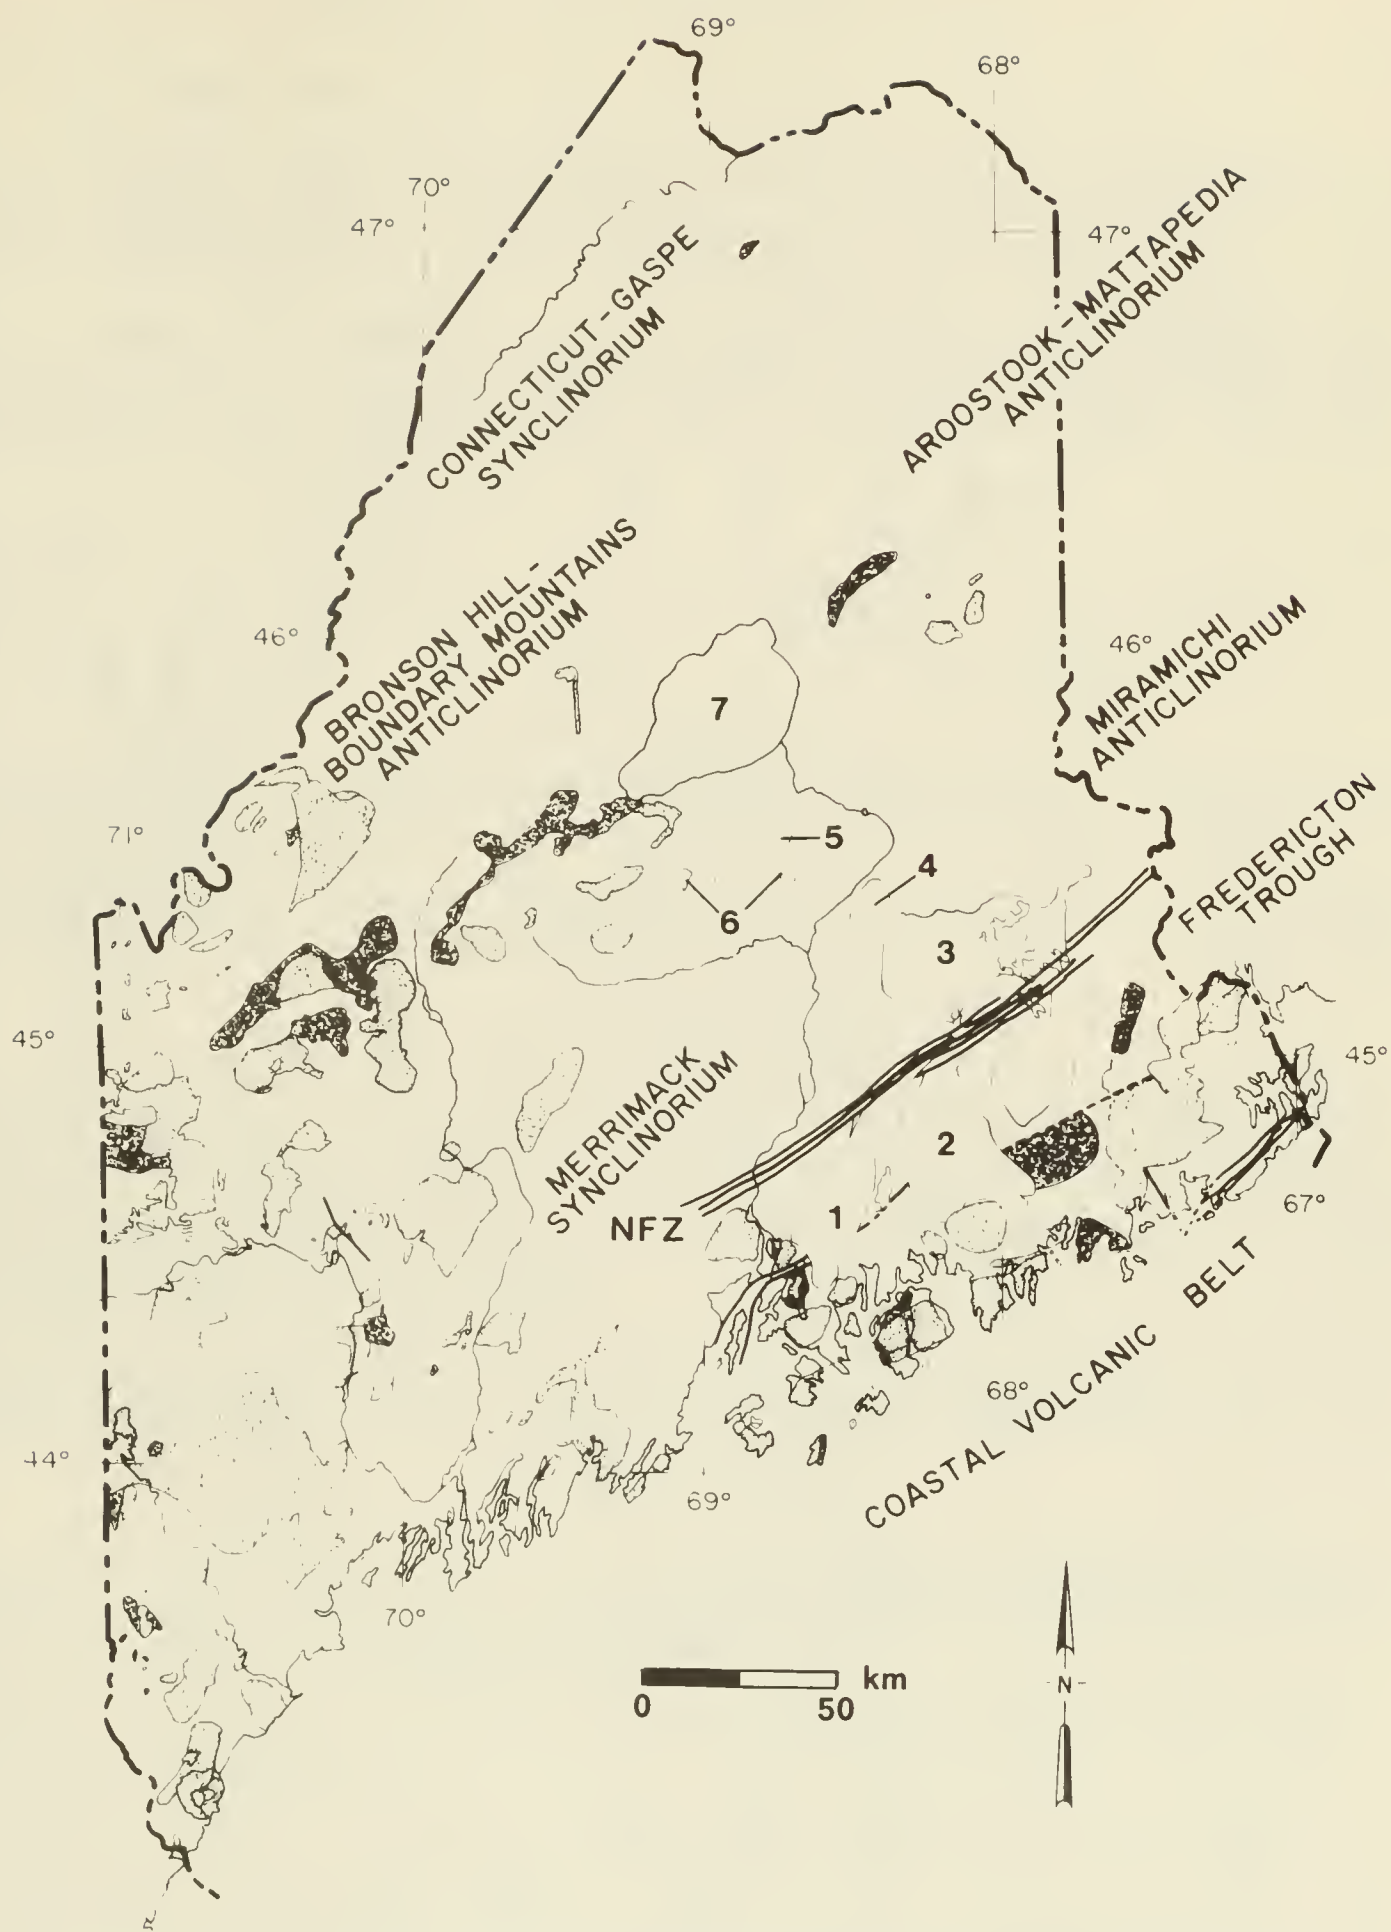 69°
68°
70°
47°
47°
CONNECTICUT-GASPE
SYNCLINORIUM
AROOSTOOK-MATTAPEDIA
ANTICLINORIUM
BRONSON HILL-
BOUNDARY MOUNTAINS
ANTICLINORIUM
46°
46°
MIRAMICHI
ANTICLINORIUM
7
71°
5
4
6
3
FREDERICTON
TROUGH
45°
45°
MERRIMACK
SYNCLINORIUM
2
1
NFZ
67°
68°
COASTAL VOLCANIC BELT
44°
69°
70°
km
0 50
N